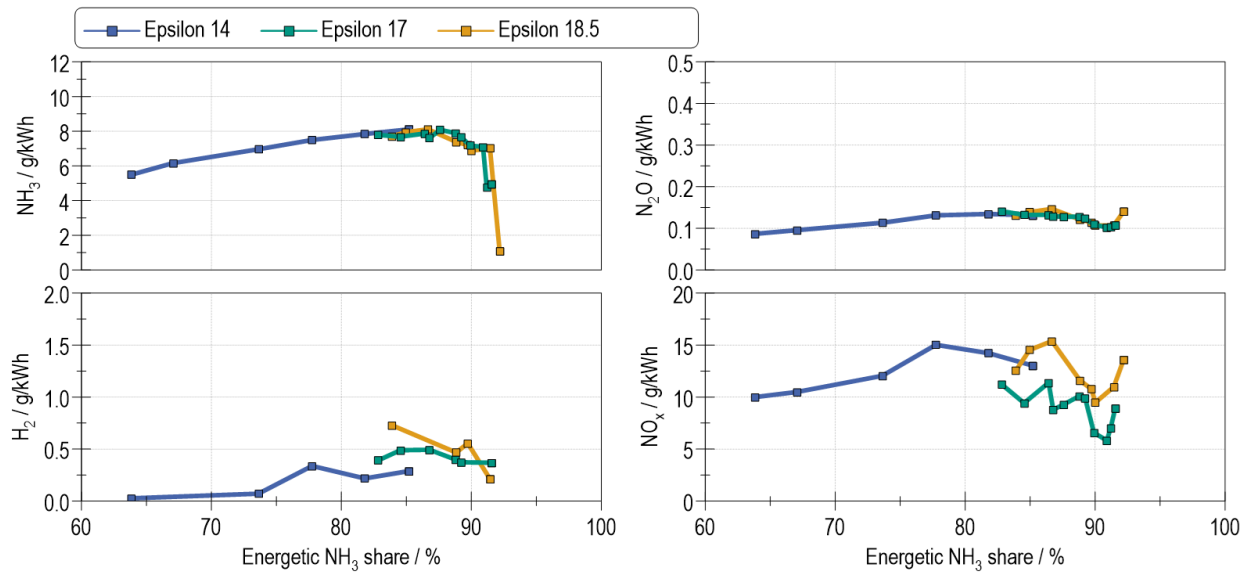 Epsilon 14 Epsilon 17 Epsilon 18.5
NH₃ / g/kWh
12
10
8
6
4
2
0
N₂O / g/kWh
0.5
0.4
0.3
0.2
0.1
0.0
H₂ / g/kWh
2.0
1.5
1.0
0.5
0.0
60 70 80 90 100
Energetic NH₃ share / %
NOₓ / g/kWh
20
15
10
5
0
60 70 80 90 100
Energetic NH₃ share / %